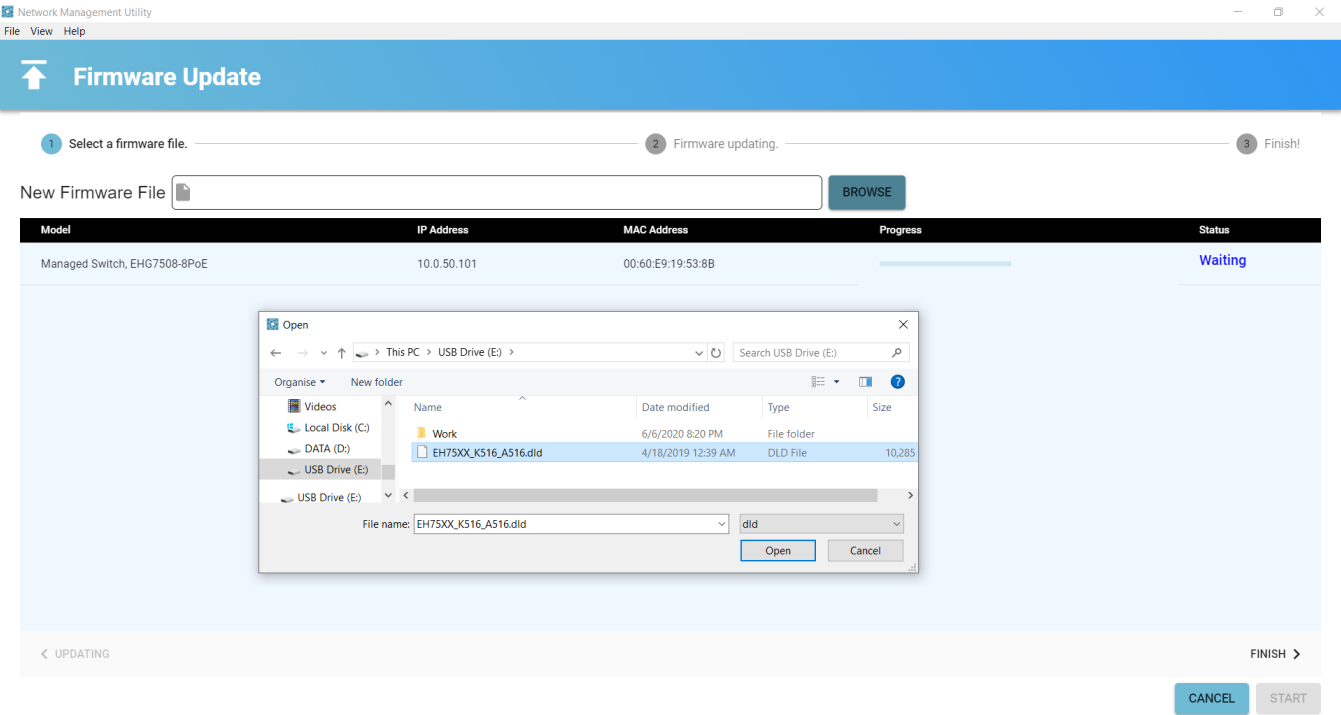 Network Management Utility
File View Help
Firmware Update
1 Select a firmware file. 2 Firmware updating. 3 Finish!
New Firmware File BROWSE
Model IP Address MAC Address Progress Status
Managed Switch, EHG7508-8PoE 10.0.50.101 00:60:E9:19:53:8B Waiting
Open
This PC > USB Drive (E:) > Search USB Drive (E:)
Organise New folder ?
Videos Name Date modified Type Size
Local Disk (C:) Work 6/6/2020 8:20 PM File folder
DATA (D:) EH75XX_K516_A516.dld 4/18/2019 12:39 AM DLD File 10,285
USB Drive (E:)
USB Drive (E:)
File name: EH75XX_K516_A516.dld dld
Open Cancel
UPDATING FINISH
CANCEL START